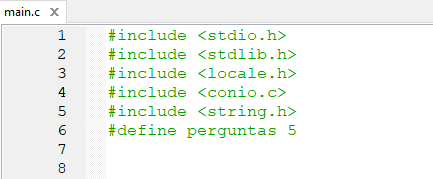 main.c X
1 #include <stdio.h>
2 #include <stdlib.h>
3 #include <locale.h>
4 #include <conio.c>
5 #include <string.h>
6 #define perguntas 5
7
8